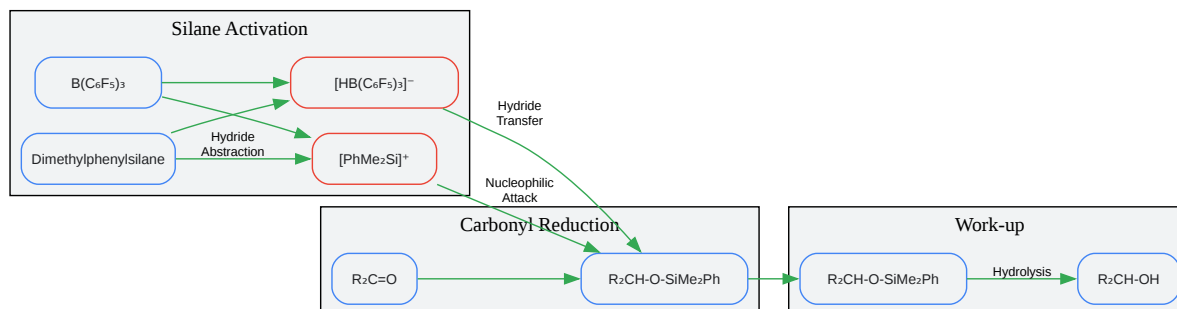 Silane Activation
B(C₆F₅)₃
[HB(C₆F₅)₃]⁻
Hydride
Transfer
Dimethylphenylsilane
Hydride
Abstraction
[PhMe₂Si]⁺
Nucleophilic
Attack
Carbonyl Reduction
R₂C=O
R₂CH-O-SiMe₂Ph
Work-up
R₂CH-O-SiMe₂Ph
Hydrolysis
R₂CH-OH